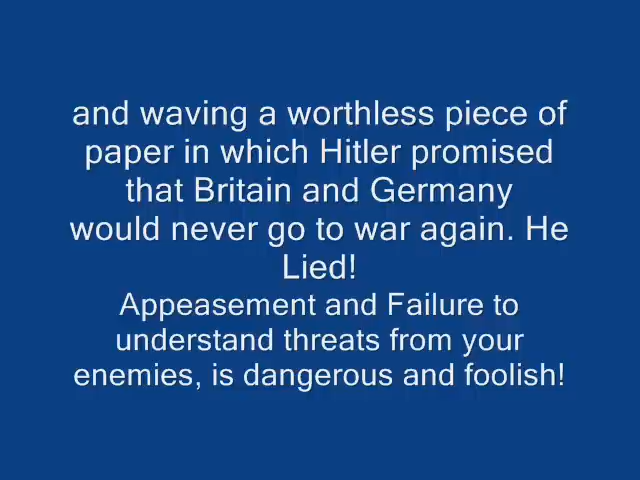 and waving a worthless piece of
paper in which Hitler promised
that Britain and Germany
would never go to war again. He
Lied!
Appeasement and Failure to
understand threats from your
enemies, is dangerous and foolish!